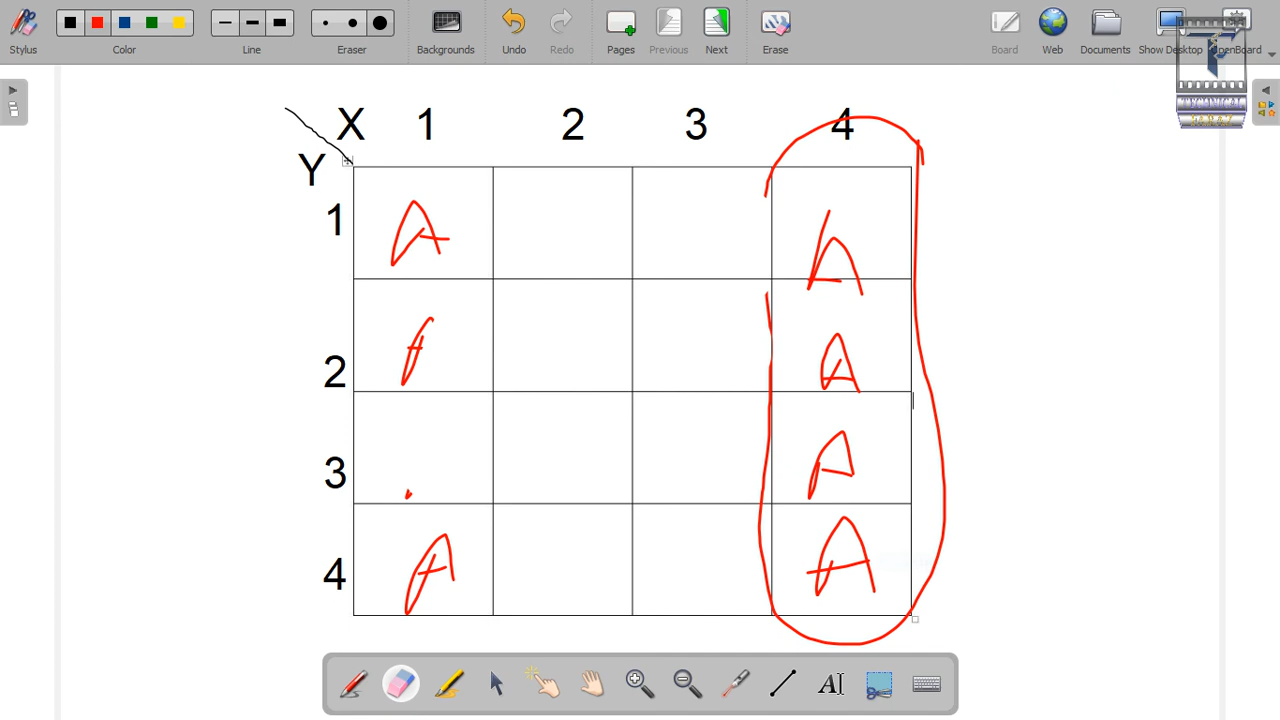 Stylus Color Line Eraser Backgrounds Undo Redo Pages Previous Next Erase Board Web Documents Show Desktop OpenBoard
X 1 2 3 4
Y
1 A A
2 A
3 A
4 A A
AI